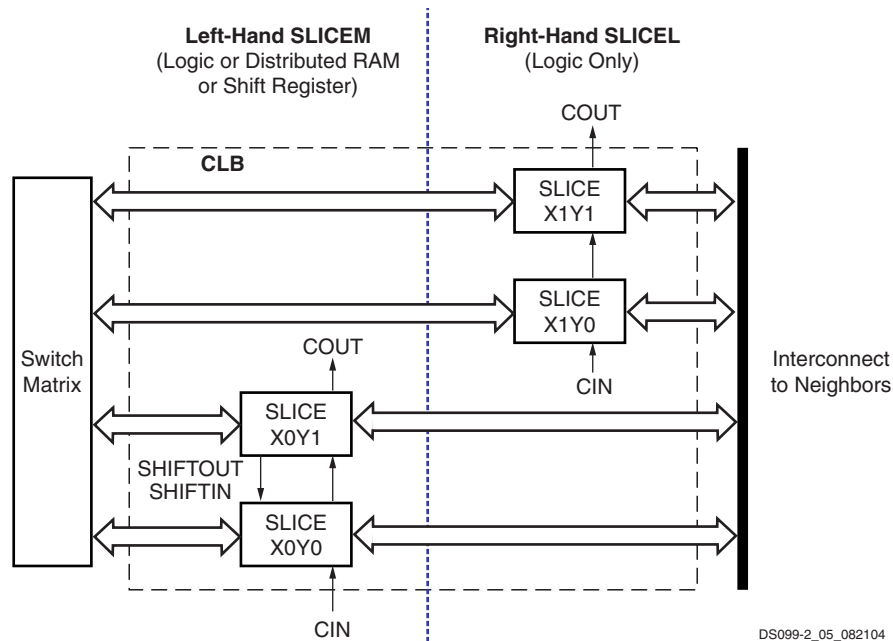 Left-Hand SLICEM
(Logic or Distributed RAM
or Shift Register)
Right-Hand SLICEL
(Logic Only)
COUT
CLB
SLICE
X1Y1
SLICE
X1Y0
Switch
Matrix
COUT
CIN
Interconnect
to Neighbors
SLICE
X0Y1
SHIFTOUT
SHIFTIN
SLICE
X0Y0
CIN
DS099-2_05_082104